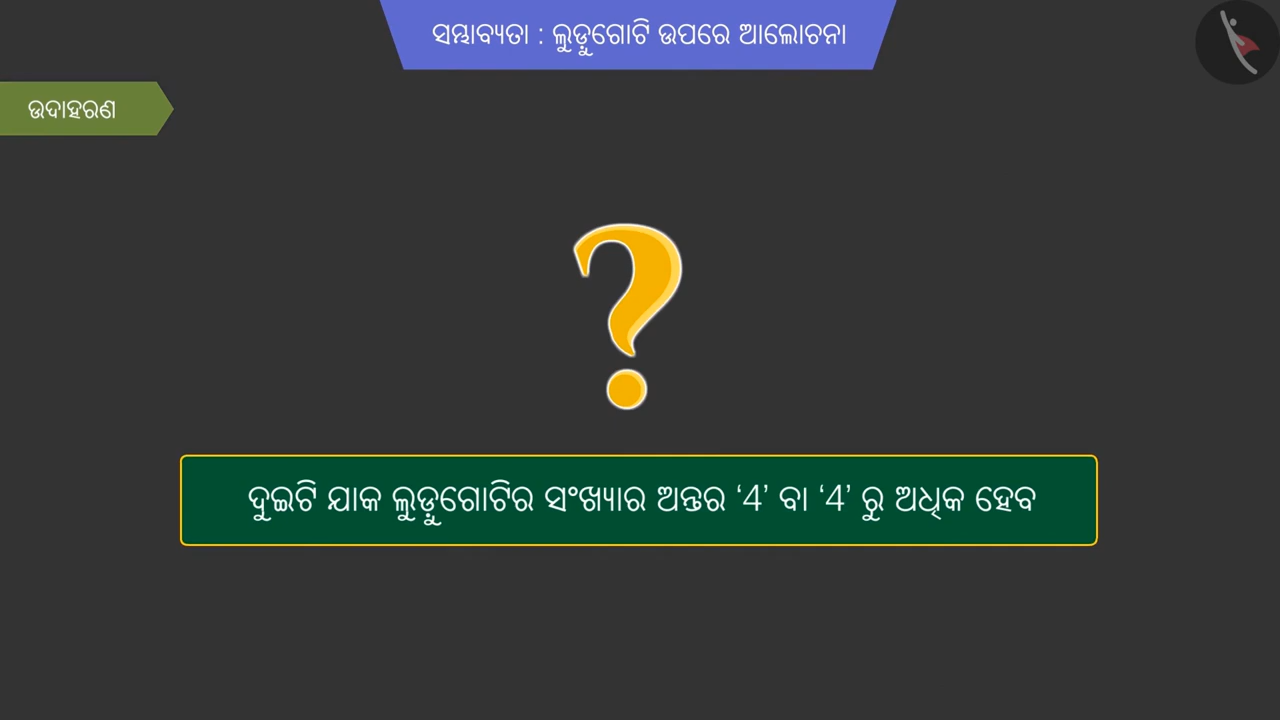 ସମ୍ଭାବ୍ୟତା : ଲୁଡୁଗୋଟି ଉପରେ ଆଲୋଚନା
ଉଦାହରଣ
?
ଦୁଇଟି ଯାକ ଲୁଡୁଗୋଟିର ସଂଖ୍ୟାର ଅନ୍ତର ‘4’ ବା ‘4’ ରୁ ଅଧିକ ହେବ